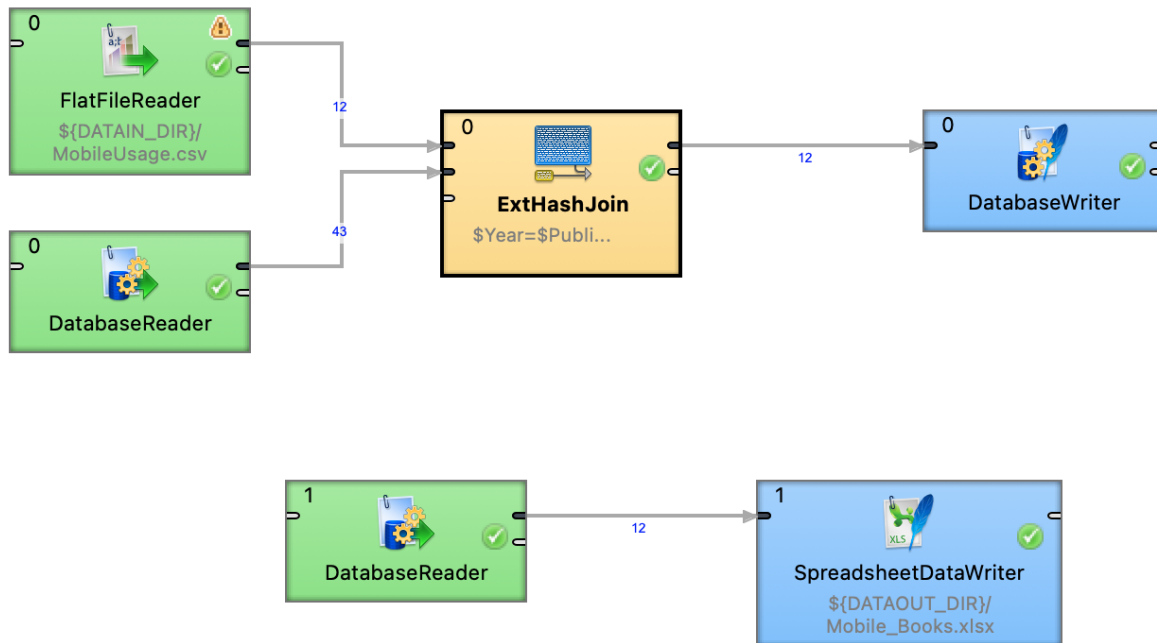 0
a;t
FlatFileReader
${DATAIN_DIR}/
MobileUsage.csv
12
0
ExtHashJoin
$Year=$Publi...
12
0
DatabaseWriter
43
0
DatabaseReader
1
DatabaseReader
12
1
XLS
SpreadsheetDataWriter
${DATAOUT_DIR}/
Mobile_Books.xlsx